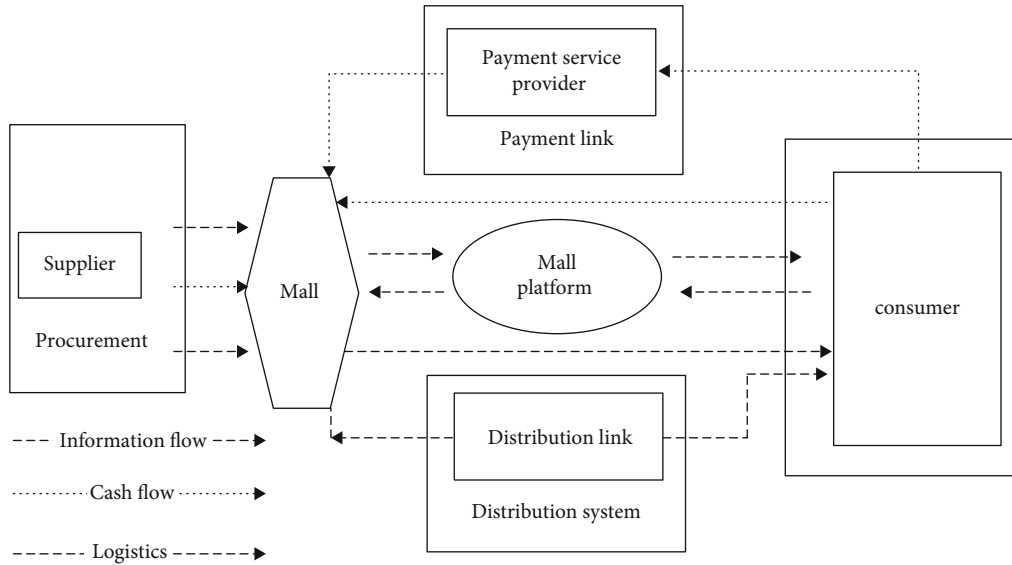 Payment service
provider
Payment link
Supplier
Procurement
Mall
Mall
platform
consumer
Distribution link
Distribution system
Information flow
Cash flow
Logistics